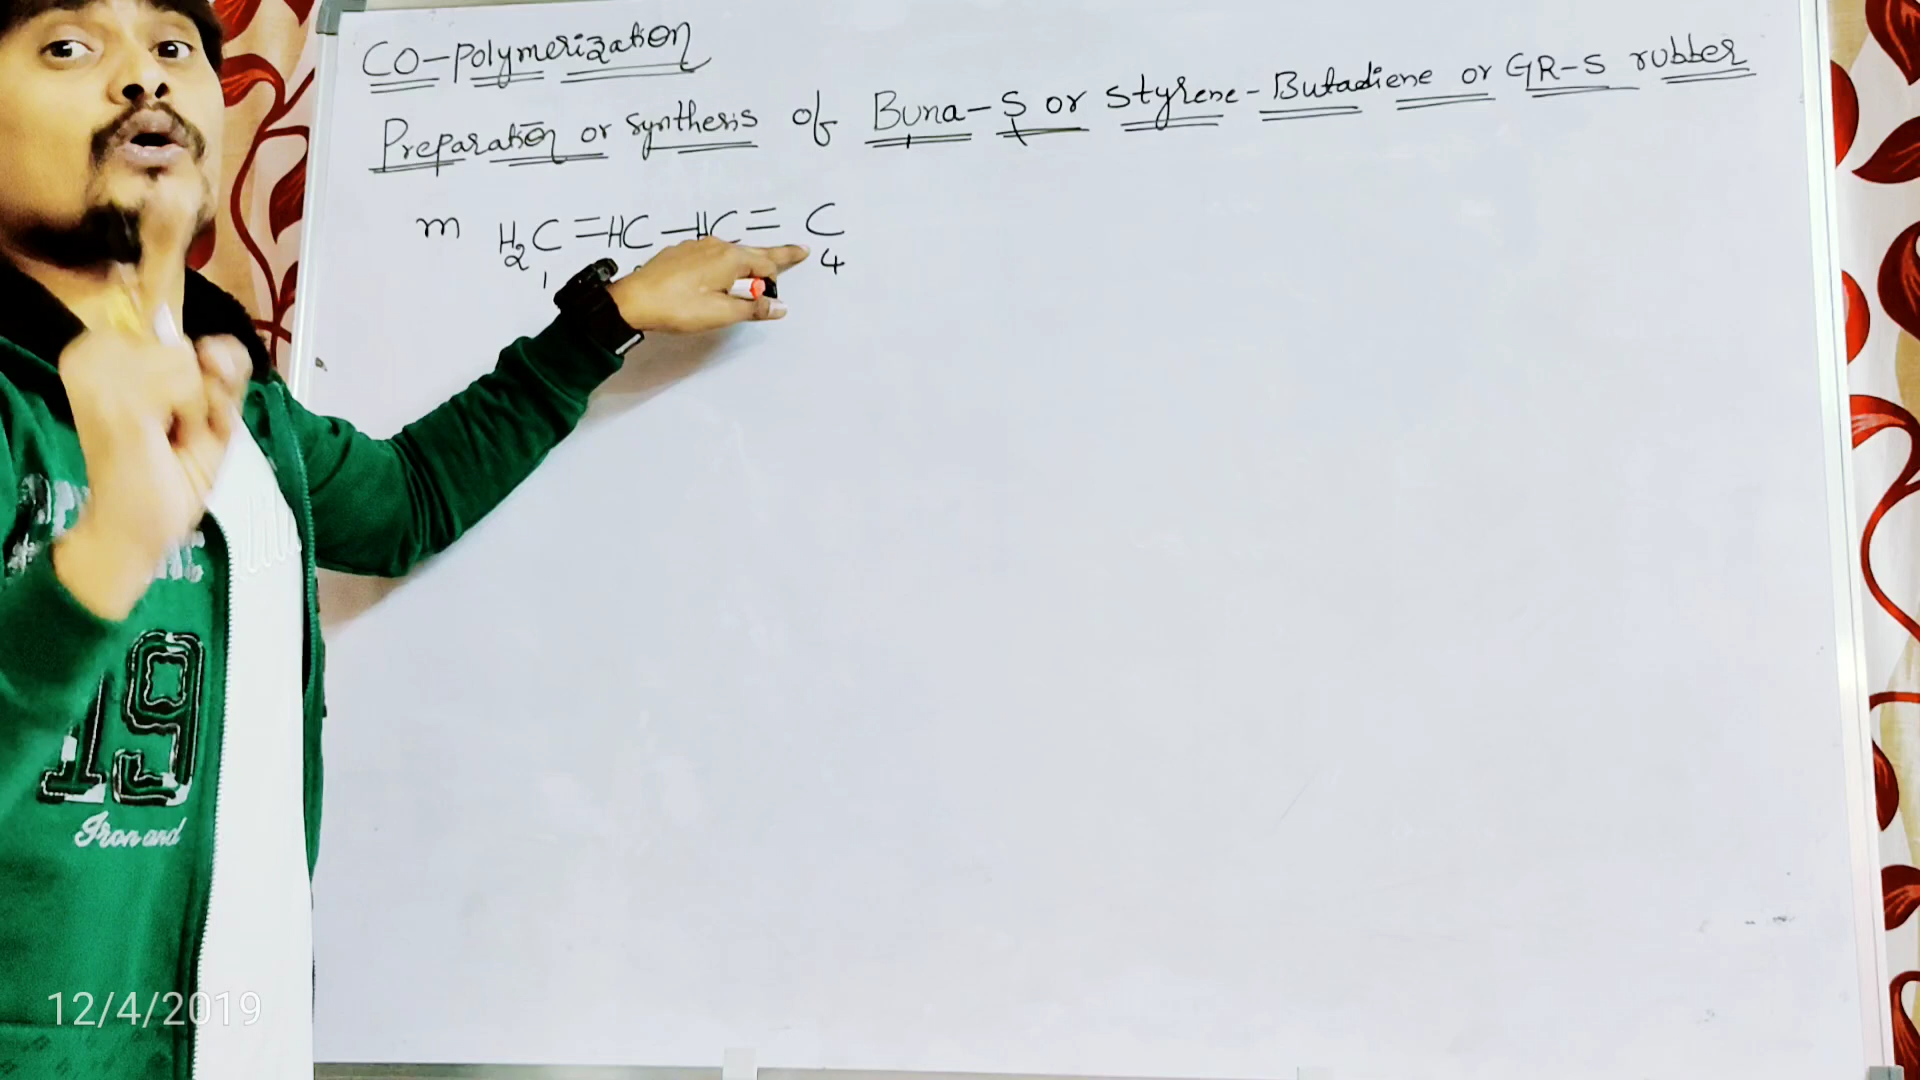 CO-Polymerization
Preparation or synthesis of Buna-S or Styrene-Butadiene or GR-S rubber
m H2C=HC-HC=C
1 4
19
Iron and
12/4/2019